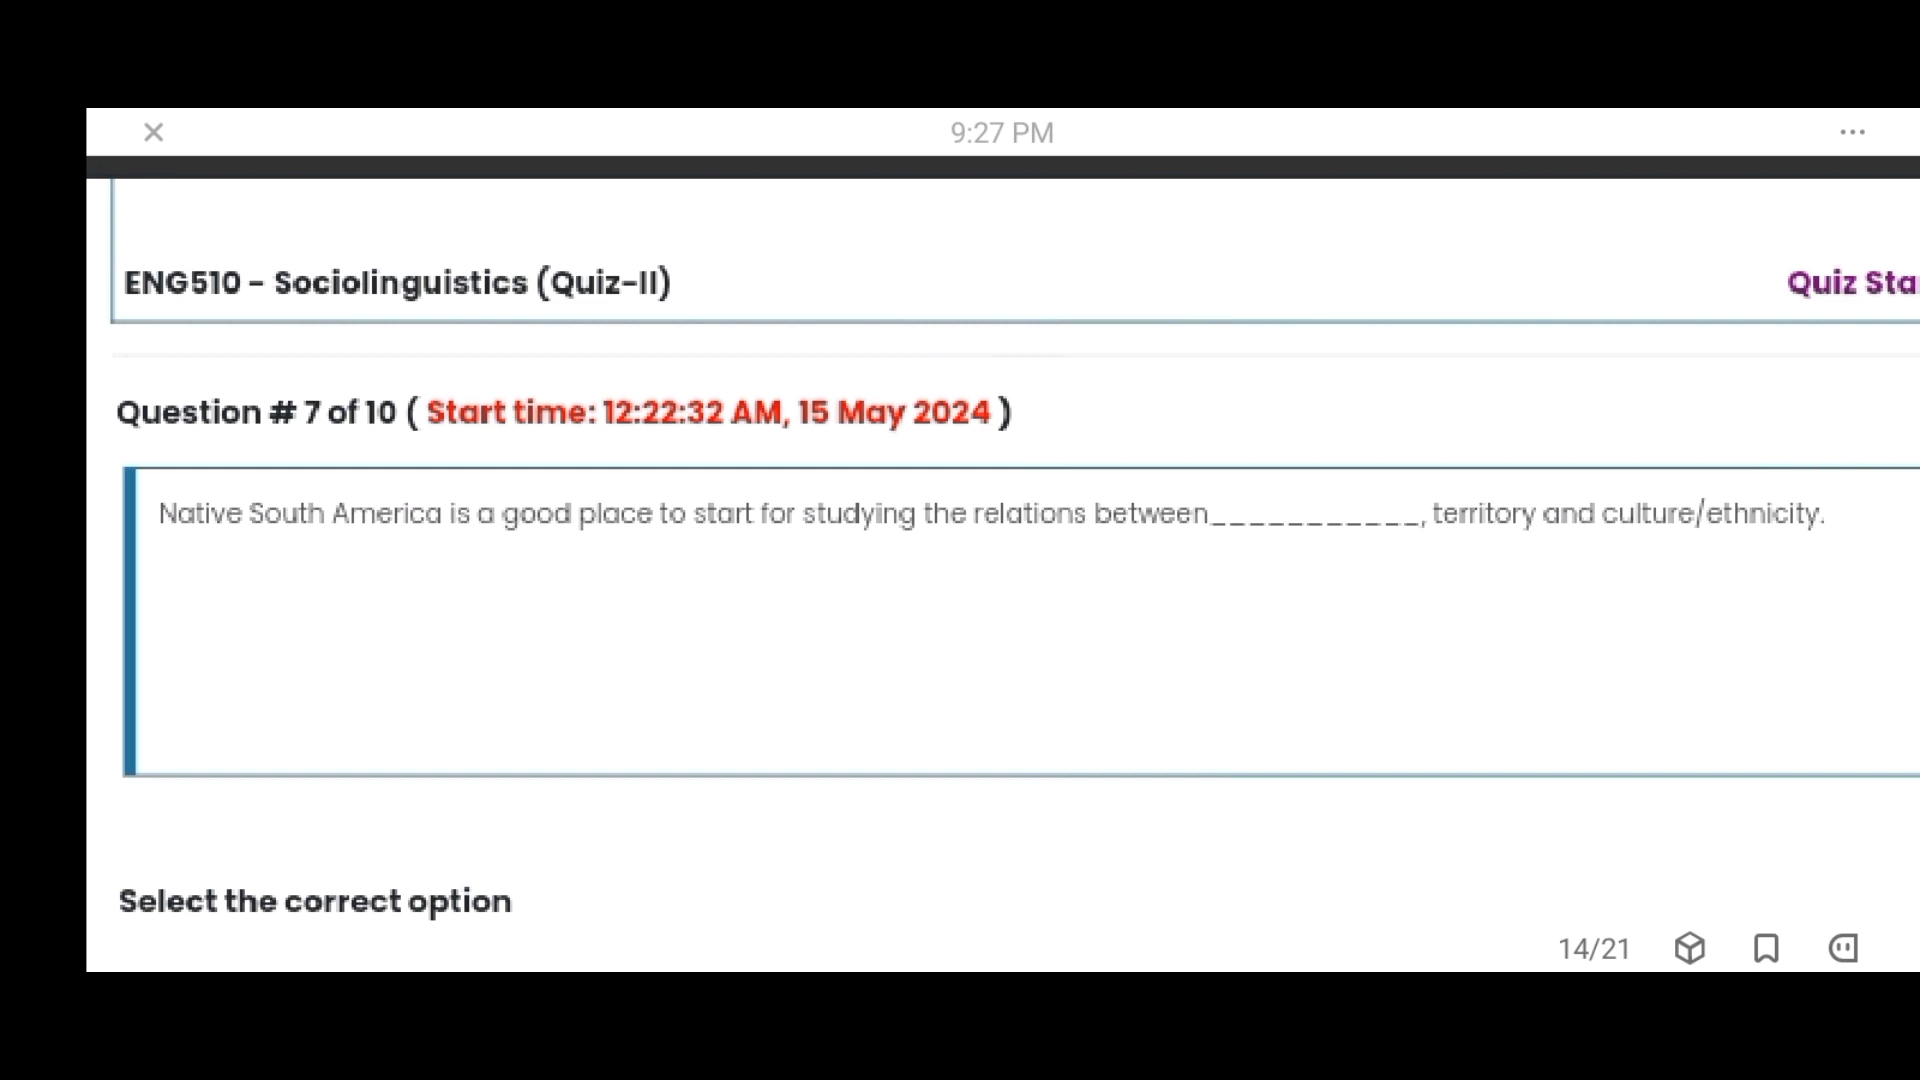 9:27 PM
ENG510 - Sociolinguistics (Quiz-II)
Quiz
Question # 7 of 10 ( Start time: 12:22:32 AM, 15 May 2024 )
Native South America is a good place to start for studying the relations between___________, territory and culture/ethnicity.
Select the correct option
14/21